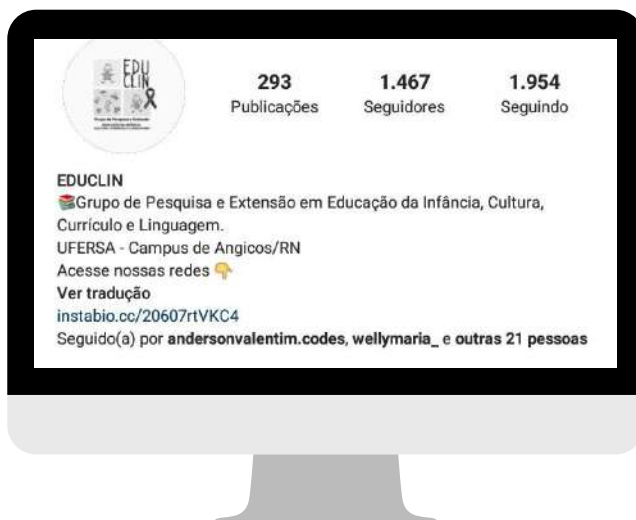 EDU
CLIN
293
Publicações
1.467
Seguidores
1.954
Seguindo
EDUCLIN
📚Grupo de Pesquisa e Extensão em Educação da Infância, Cultura,
Currículo e Linguagem.
UFERSA - Campus de Angicos/RN
Acesse nossas redes 👇
Ver tradução
instabio.cc/20607rtVKC4
Seguido(a) por andersonvalentim.codes, wellymaria_ e outras 21 pessoas